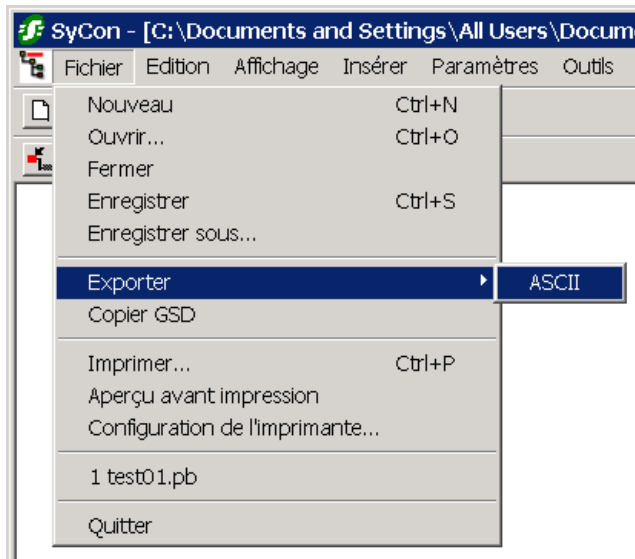 SyCon - [C:\Documents and Settings\All Users\Docum
Fichier Edition Affichage Insérer Paramètres Outils
Nouveau Ctrl+N
Ouvrir... Ctrl+O
Fermer
Enregistrer Ctrl+S
Enregistrer sous...
Exporter ASCII
Copier GSD
Imprimer... Ctrl+P
Aperçu avant impression
Configuration de l'imprimante...
1 test01.pb
Quitter